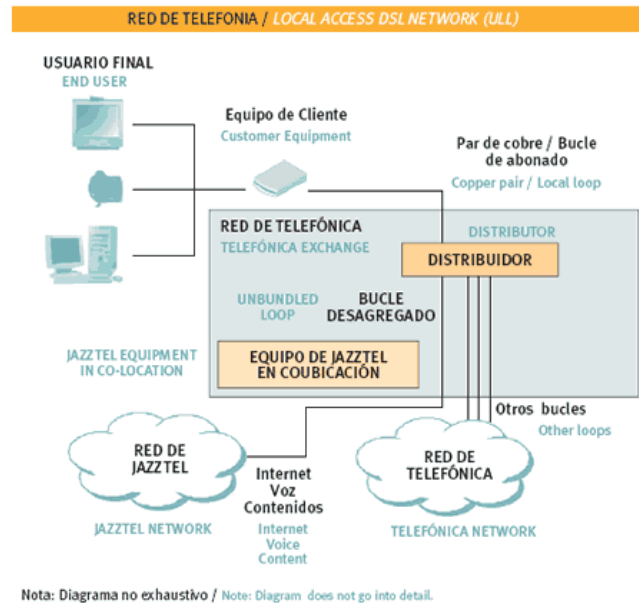 RED DE TELEFONIA / LOCAL ACCESS DSL NETWORK (ULL)
USUARIO FINAL
END USER
Equipo de Cliente
Customer Equipment
Par de cobre / Bucle
de abonado
Copper pair / Local loop
RED DE TELEFÓNICA
TELEFÓNICA EXCHANGE
DISTRIBUTOR
DISTRIBUIDOR
UNBUNDLED
LOOP
BUCLE
DESAGREGADO
JAZZTEL EQUIPMENT
IN CO-LOCATION
EQUIPO DE JAZZTEL
EN COUBICACIÓN
Otros bucles
Other loops
RED DE
JAZZTEL
JAZZTEL NETWORK
Internet
Voz
Contenidos
Internet
Voice
Content
RED DE
TELEFÓNICA
TELEFÓNICA NETWORK
Nota: Diagrama no exhaustivo / Note: Diagram does not go into detail.